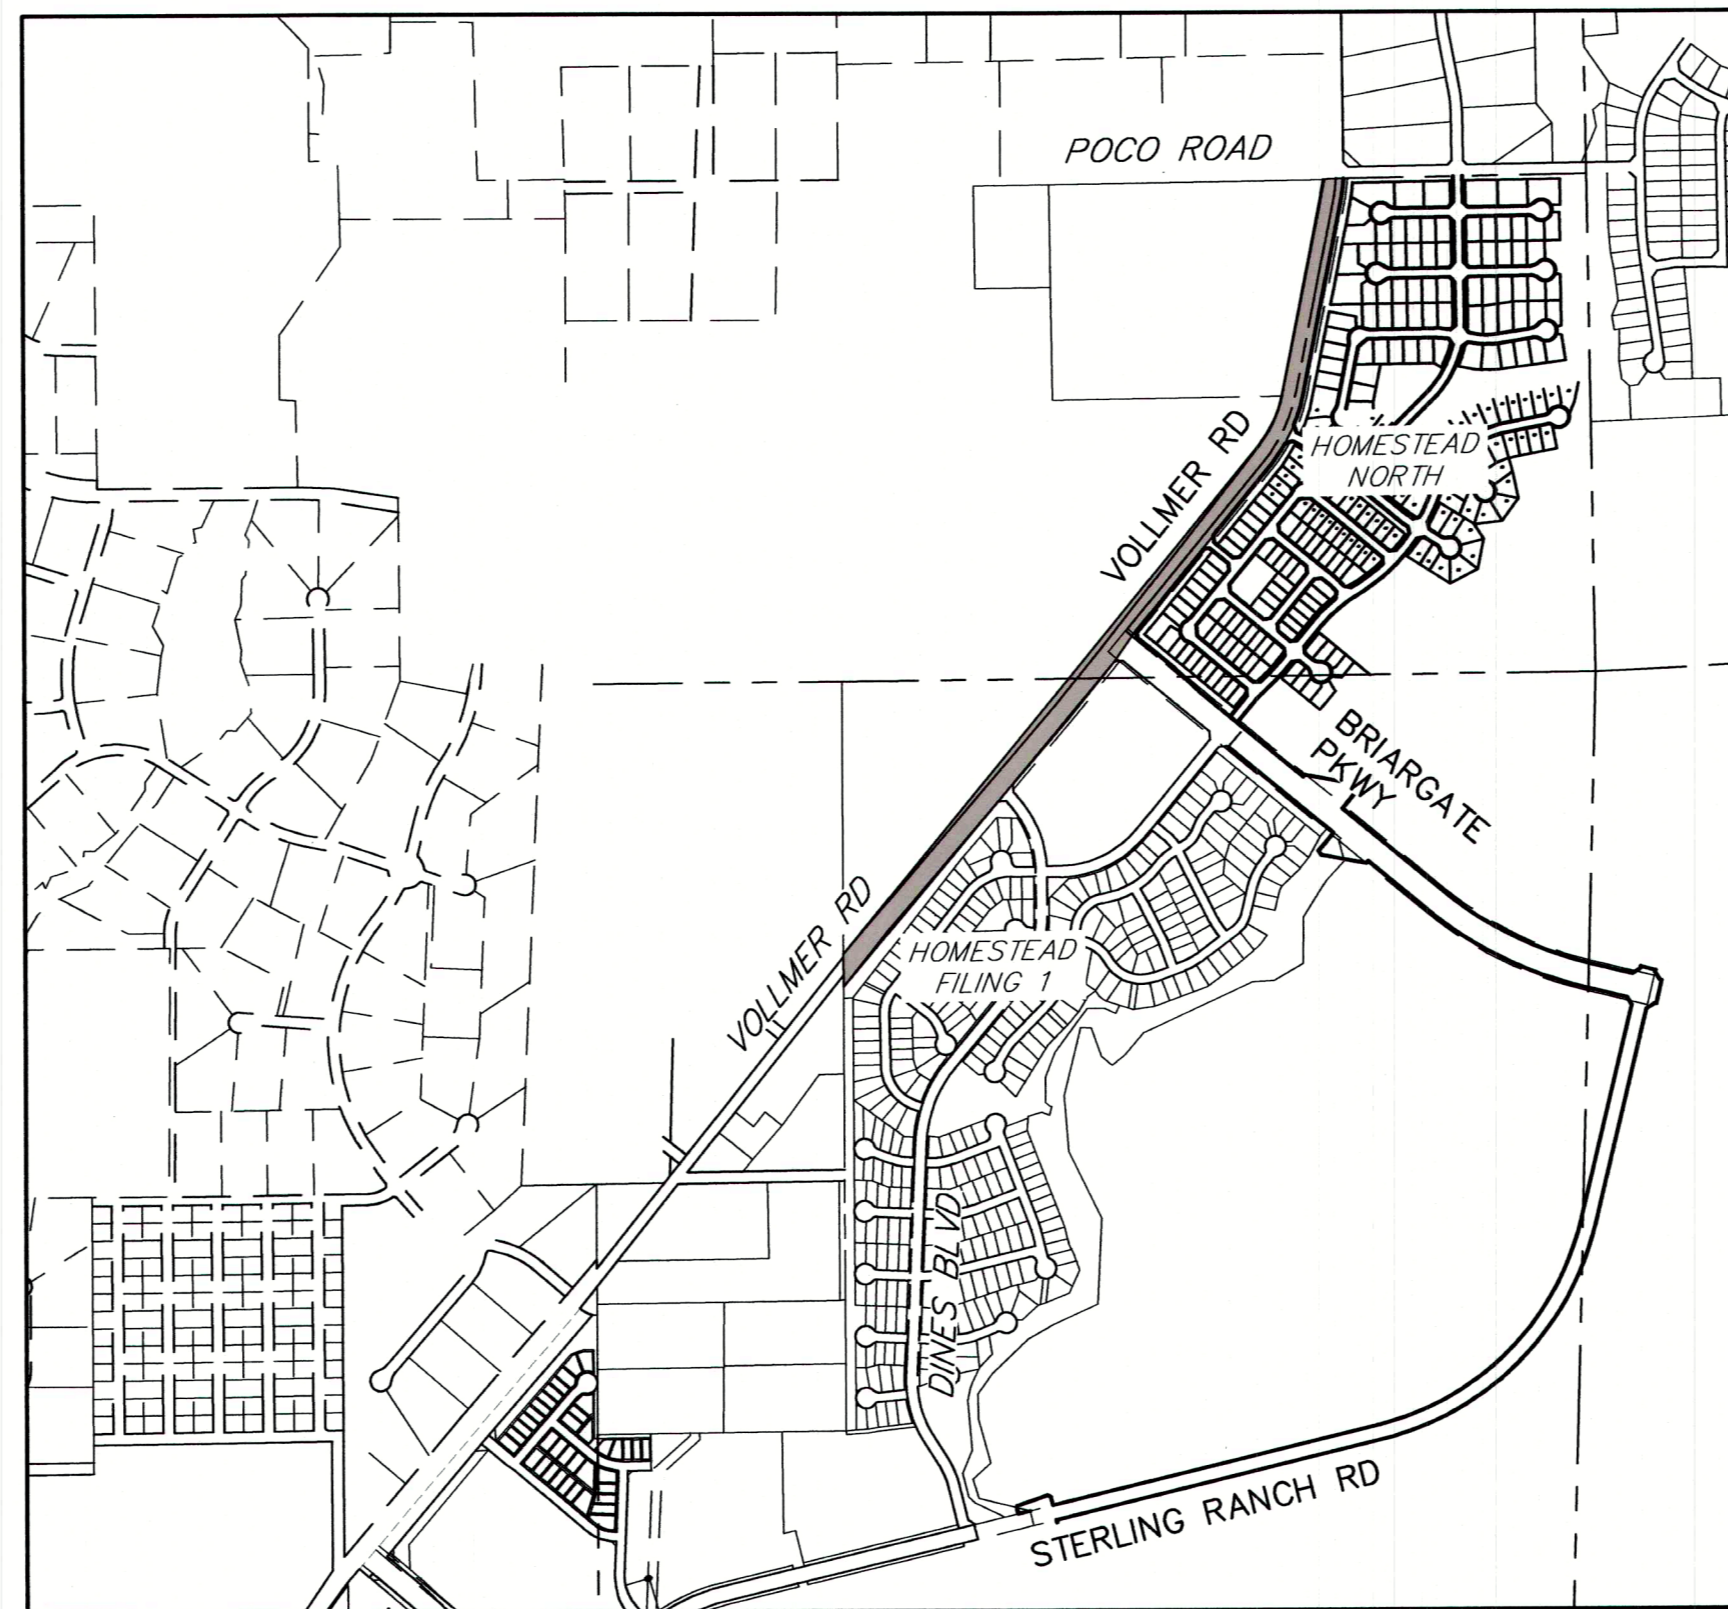 POCO ROAD
VOLLMER RD
HOMESTEAD
NORTH
BRIARGATE
PKWY
VOLLMER RD
HOMESTEAD
FILING 1
DINES BLVD
STERLING RANCH RD